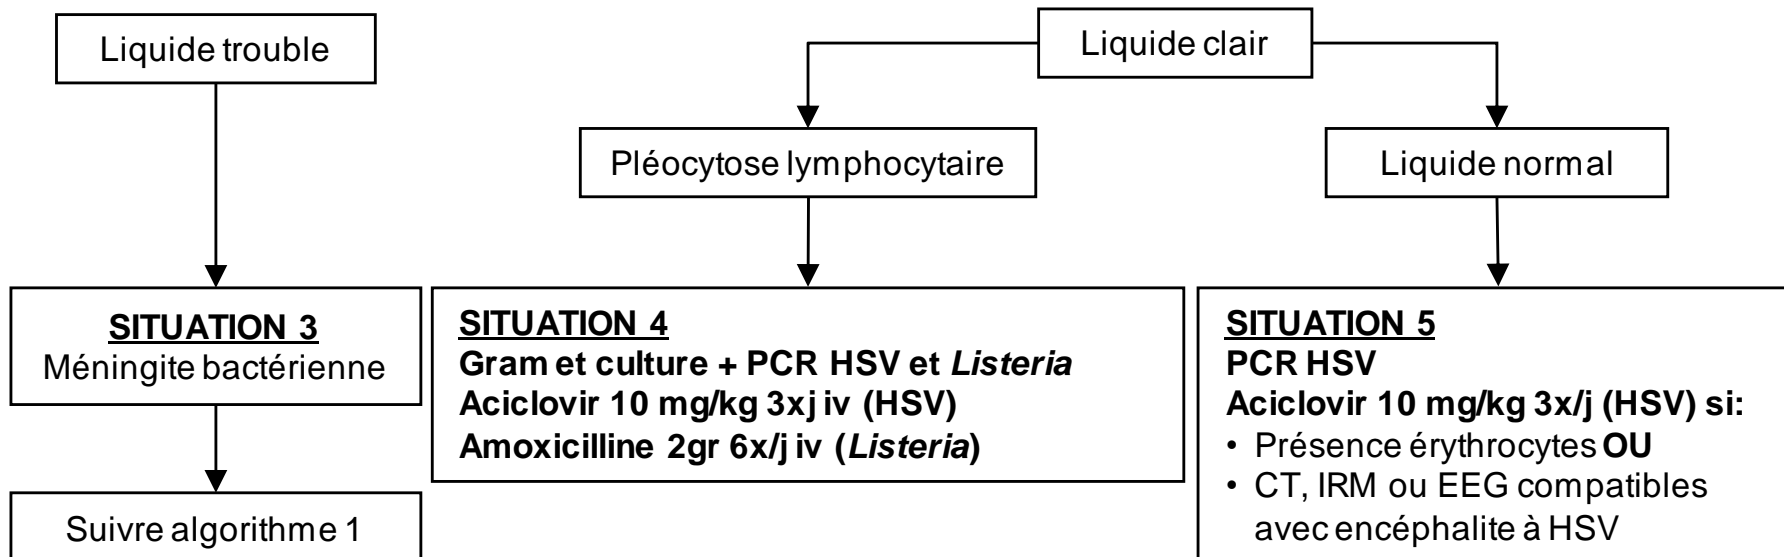 Liquide trouble
Liquide clair
Pléocytose lymphocytaire
Liquide normal
SITUATION 3
Méningite bactérienne
SITUATION 4
Gram et culture + PCR HSV et Listeria
Aciclovir 10 mg/kg 3xj iv (HSV)
Amoxicilline 2gr 6x/j iv (Listeria)
SITUATION 5
PCR HSV
Aciclovir 10 mg/kg 3x/j (HSV) si:
• Présence érythrocytes OU
• CT, IRM ou EEG compatibles
avec encéphalite à HSV
Suivre algorithme 1